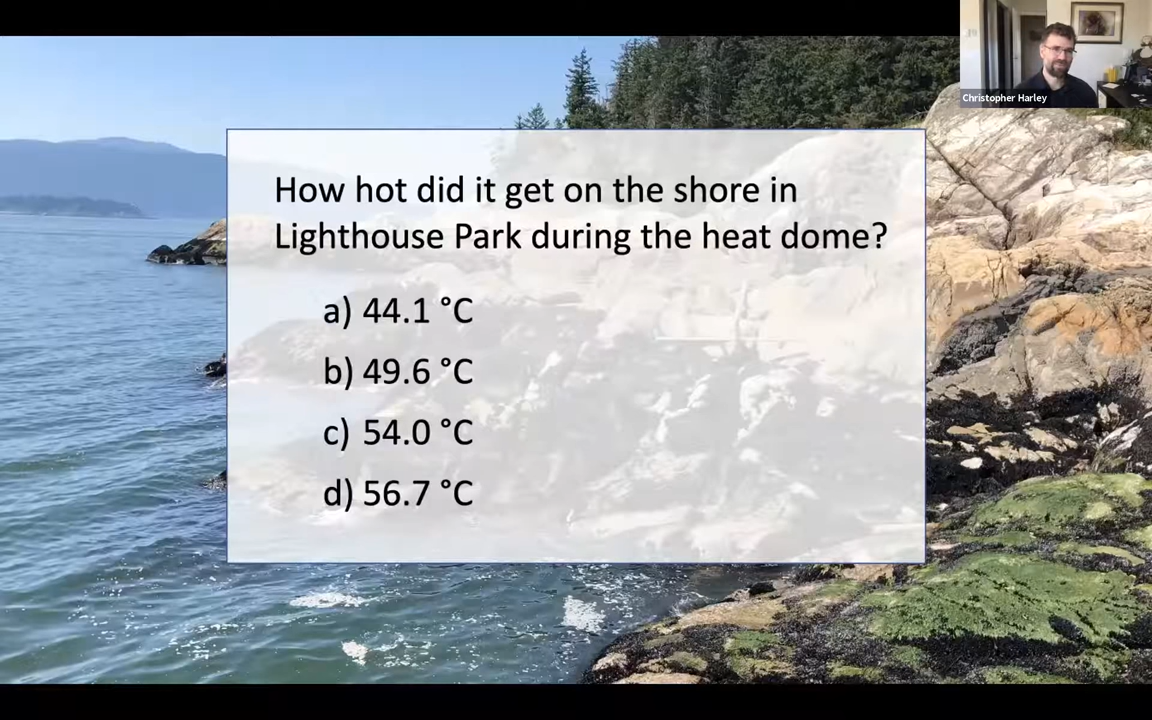 Christopher Harley
How hot did it get on the shore in
Lighthouse Park during the heat dome?
a) 44.1 °C
b) 49.6 °C
c) 54.0 °C
d) 56.7 °C